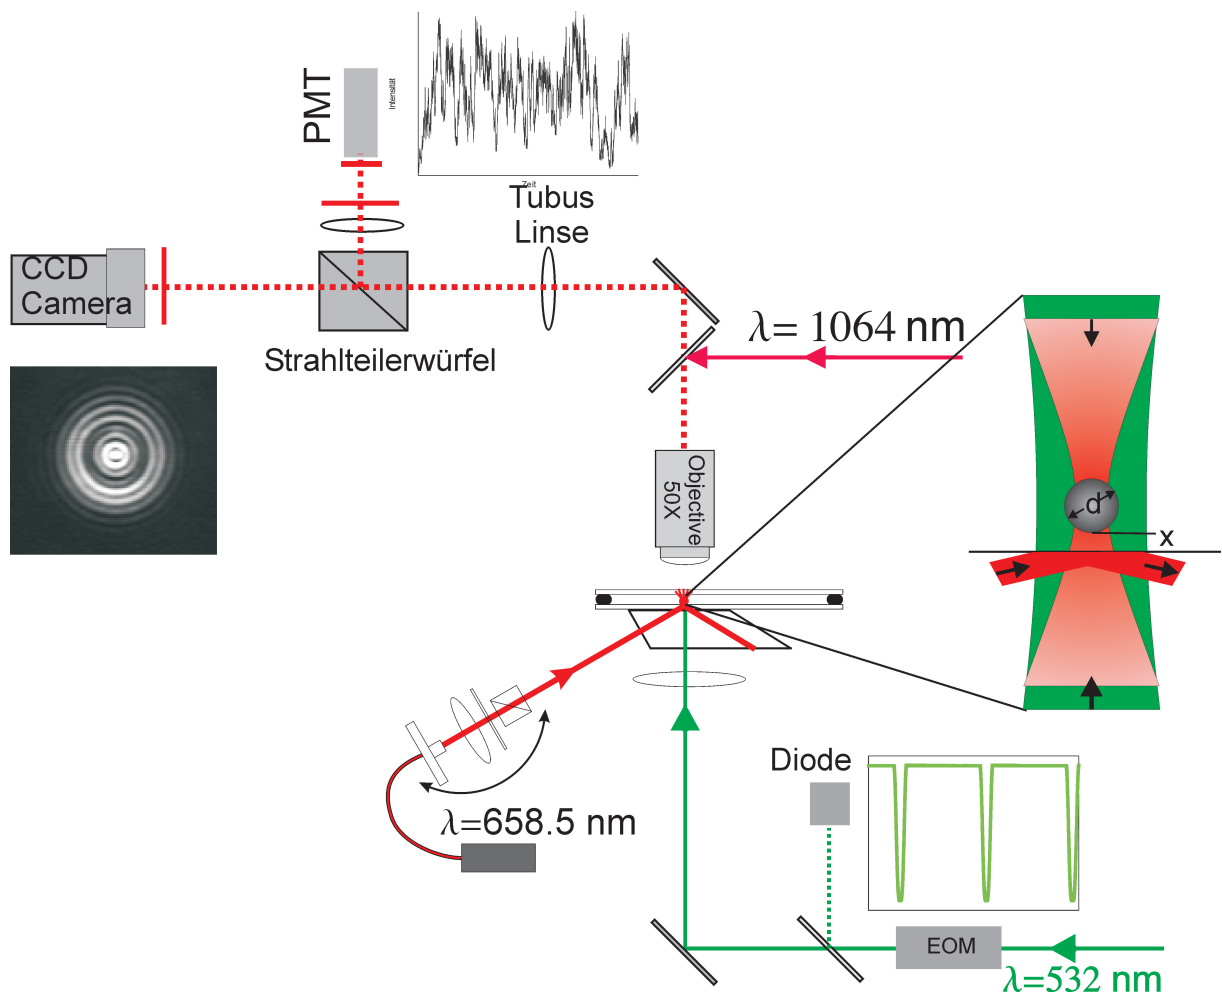 PMT
Intensität
Zeit
Tubus
Linse
CCD
Camera
Strahlteilerwürfel
λ= 1064 nm
Objective
50X
d
x
Diode
λ=658.5 nm
EOM
λ=532 nm